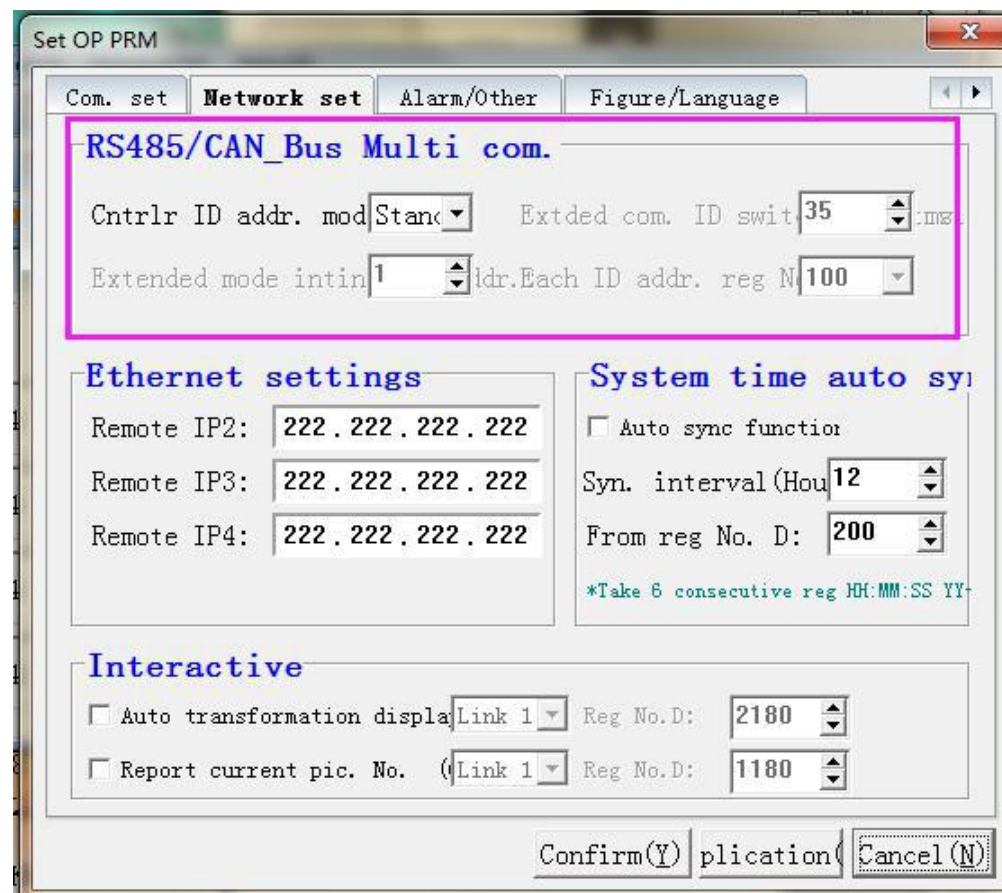 Set OP PRM
Com. set Network set Alarm/Other Figure/Language
RS485/CAN_Bus Multi com.
Cntrlr ID addr. mod Stand Extded com. ID swit 35 :ms
Extended mode intin 1 ddr.Each ID addr. reg N 100
Ethernet settings
Remote IP2: 222.222.222.222
Remote IP3: 222.222.222.222
Remote IP4: 222.222.222.222
System time auto syn
Auto sync function
Syn. interval(Hou 12
From reg No. D: 200
*Take 6 consecutive reg HH:MM:SS YY-
Interactive
Auto transformation displa Link 1 Reg No.D: 2180
Report current pic. No. ( Link 1 Reg No.D: 1180
Confirm(Y) plication( Cancel(N)